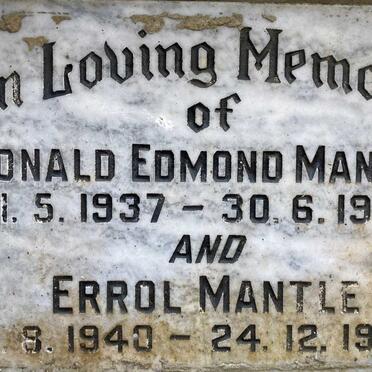 In Loving Memo
of
ONALD EDMOND MAN
1. 5. 1937 – 30. 6. 19
AND
ERROL MANTLE
. 8. 1940 – 24. 12. 19